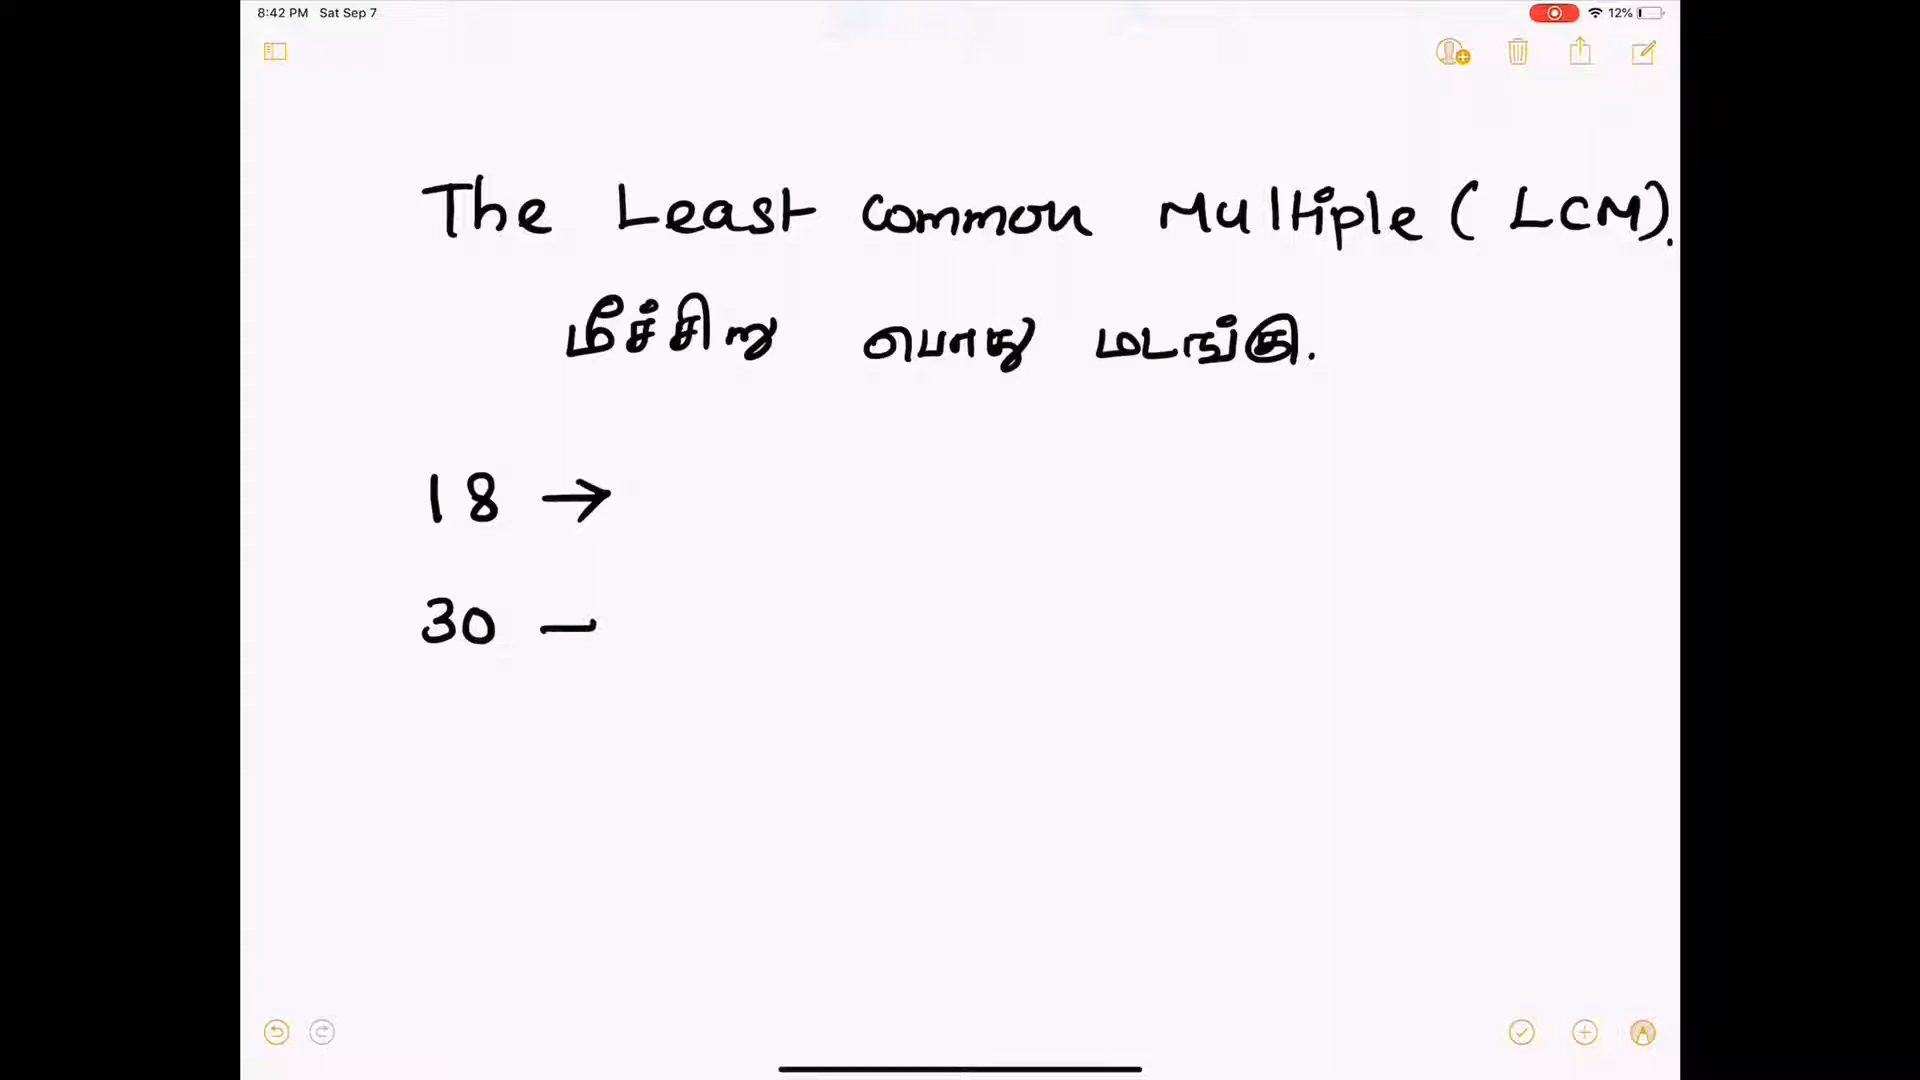 8:42 PM Sat Sep 7
12%
The Least Common Multiple (LCM).
மீச்சிறு பொது மடங்கு.
18 →
30 —